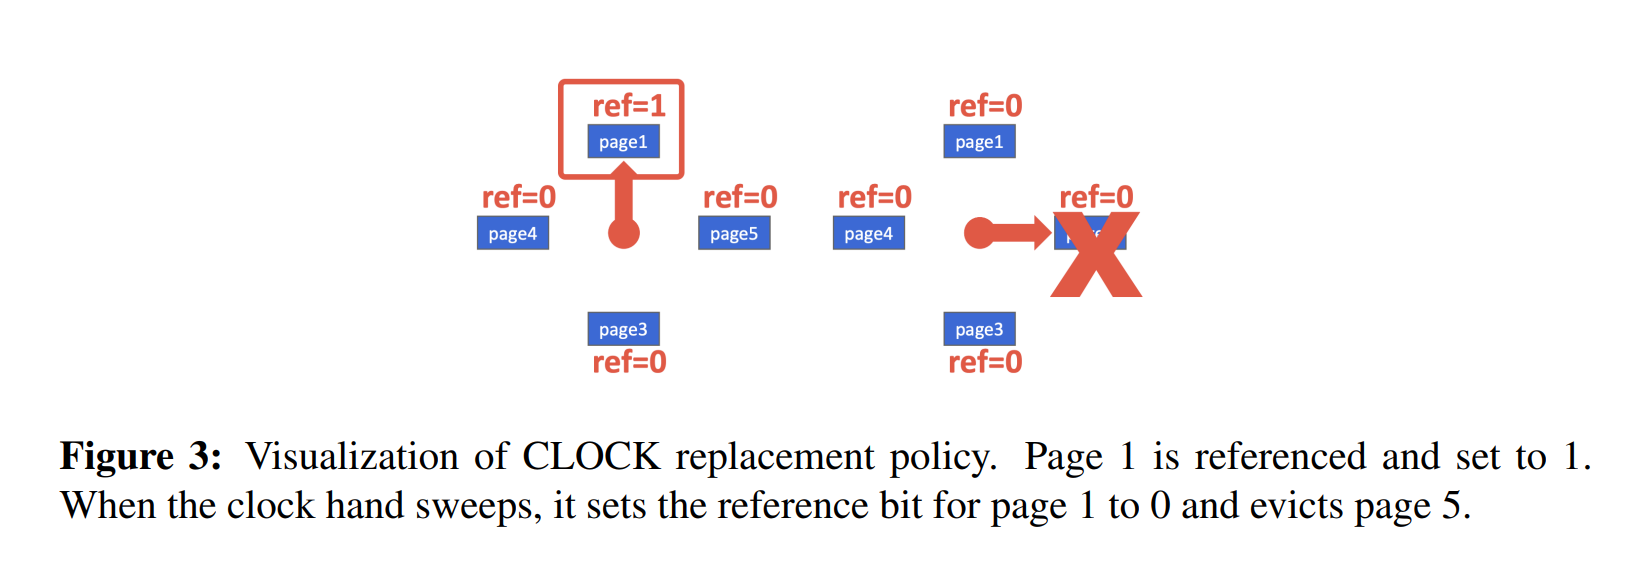 ref=1
page1
ref=0
page4
ref=0
page5
page3
ref=0
ref=0
page1
ref=0
page4
ref=0
page3
ref=0
Figure 3: Visualization of CLOCK replacement policy. Page 1 is referenced and set to 1.
When the clock hand sweeps, it sets the reference bit for page 1 to 0 and evicts page 5.